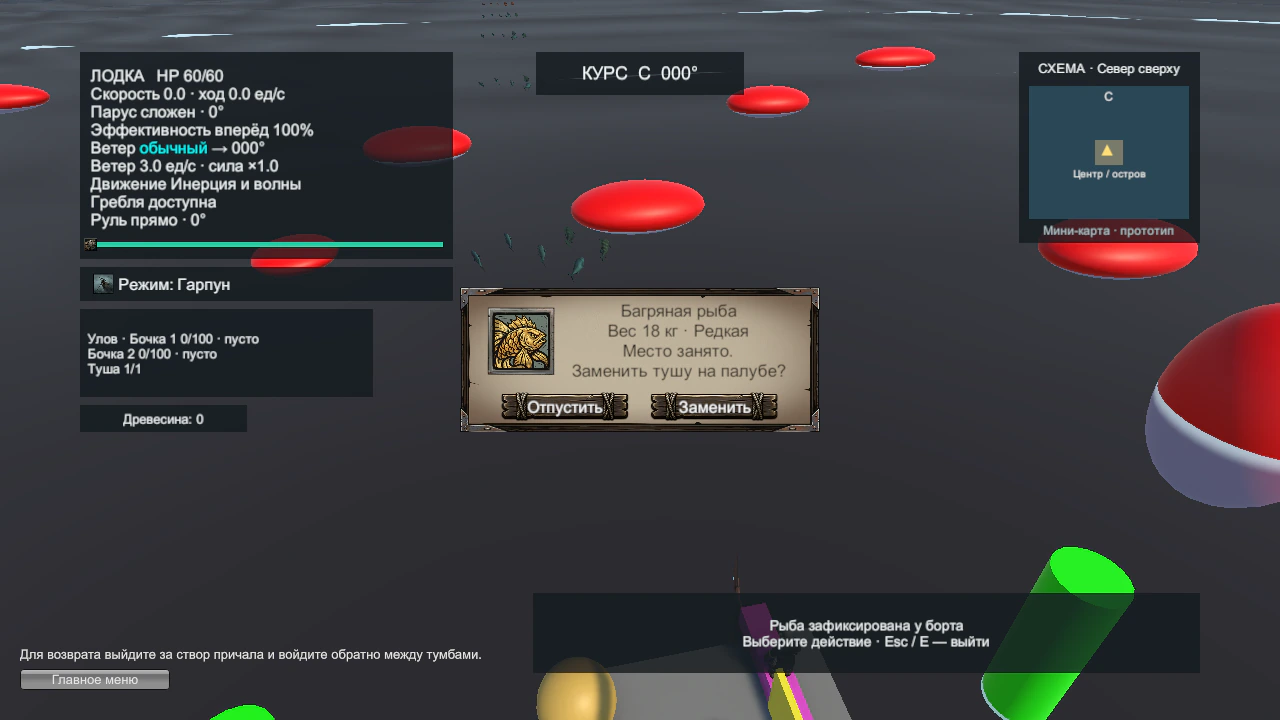 ЛОДКА HP 60/60
Скорость 0.0 · ход 0.0 ед/с
Парус сложен · 0°
Эффективность вперёд 100%
Ветер обычный → 000°
Ветер 3.0 ед/с · сила ×1.0
Движение Инерция и волны
Гребля доступна
Руль прямо · 0°
Режим: Гарпун
Улов · Бочка 1 0/100 · пусто
Бочка 2 0/100 · пусто
Туша 1/1
Древесина: 0
КУРС С 000°
СХЕМА · Север сверху
С
Центр / остров
Мини-карта · прототип
Багряная рыба
Вес 18 кг · Редкая
Место занято.
Заменить тушу на палубе?
Отпустить
Заменить
Рыба зафиксирована у борта
Выберите действие · Esc / E — выйти
Для возврата выйдите за створ причала и войдите обратно между тумбами.
Главное меню